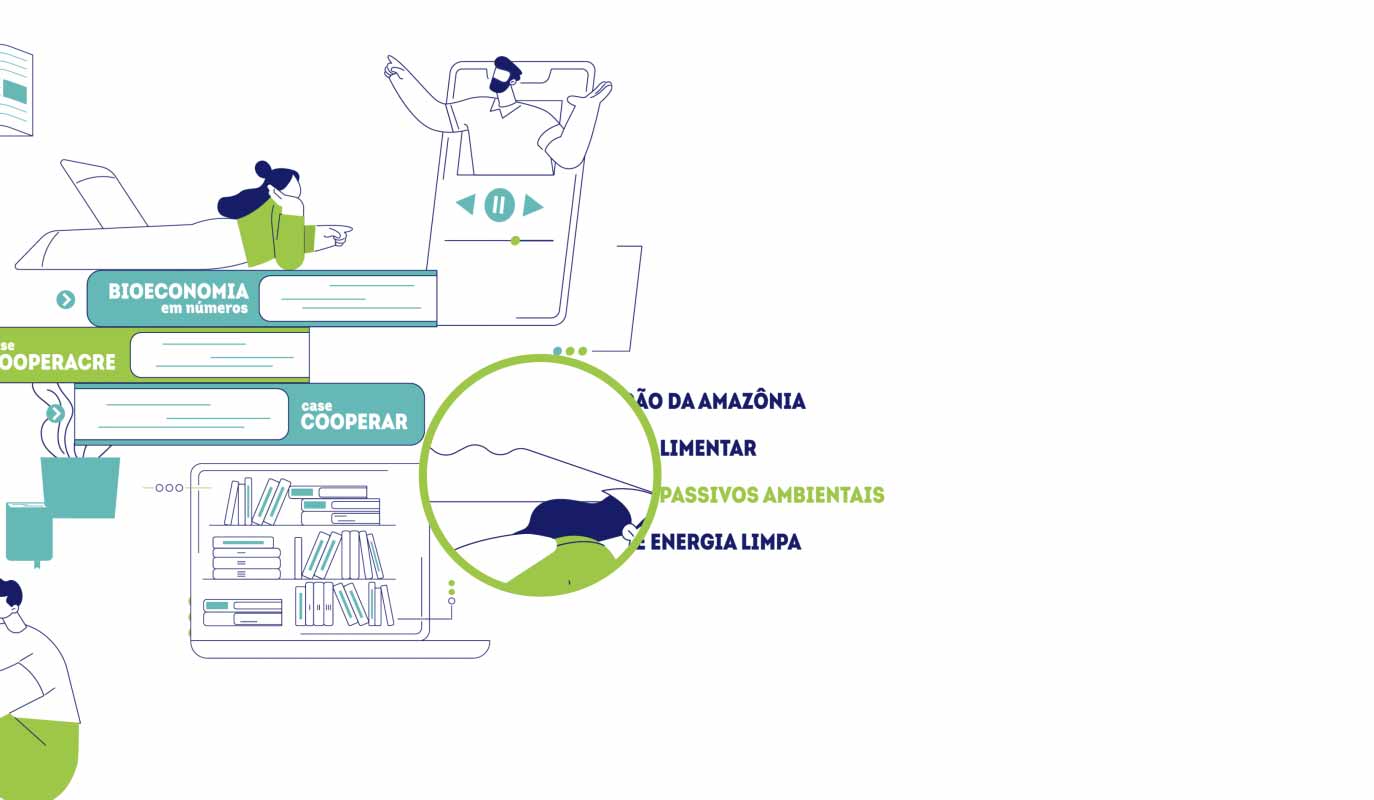 BIOECONOMIA
em números
se
OOPERACRE
case
COOPERAR
ÃO DA AMAZÔNIA
LIMENTAR
PASSIVOS AMBIENTAIS
E ENERGIA LIMPA